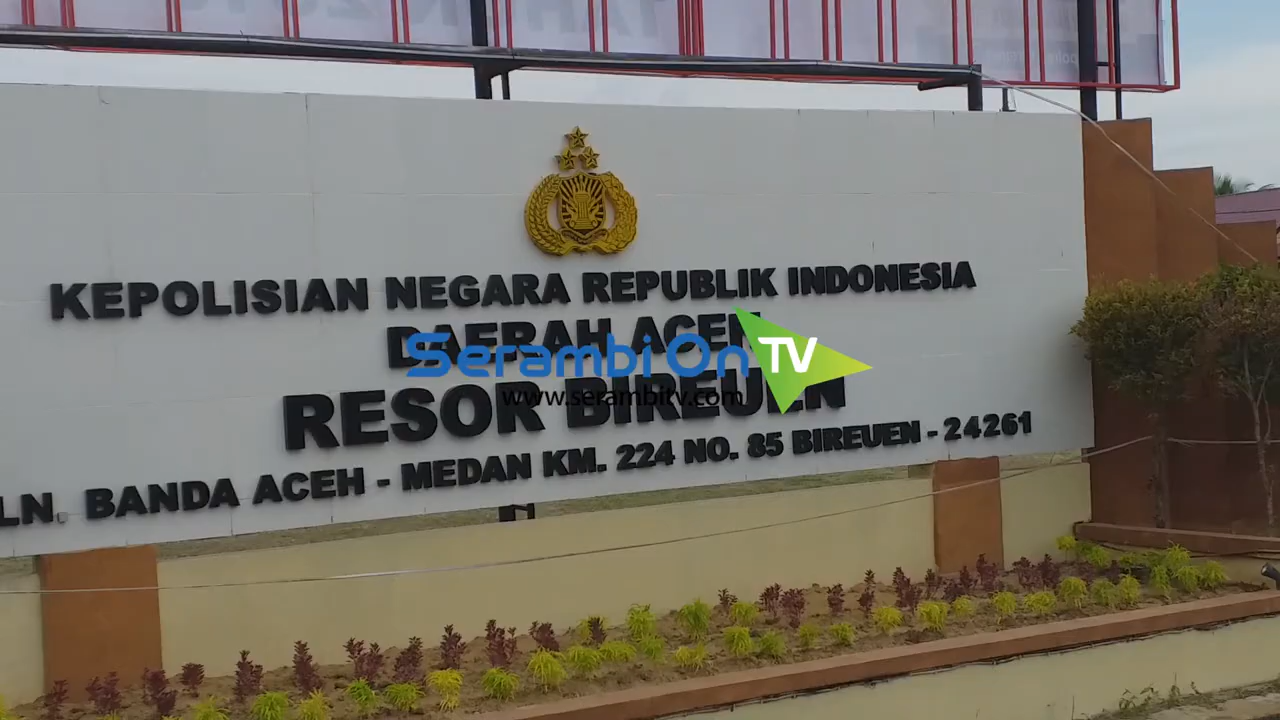 KEPOLISIAN NEGARA REPUBLIK INDONESIA
DAERAH ACEH
Serambi On TV
www.serambitv.com
RESOR BIREUEN
LN. BANDA ACEH - MEDAN KM. 224 NO. 85 BIREUEN - 24261